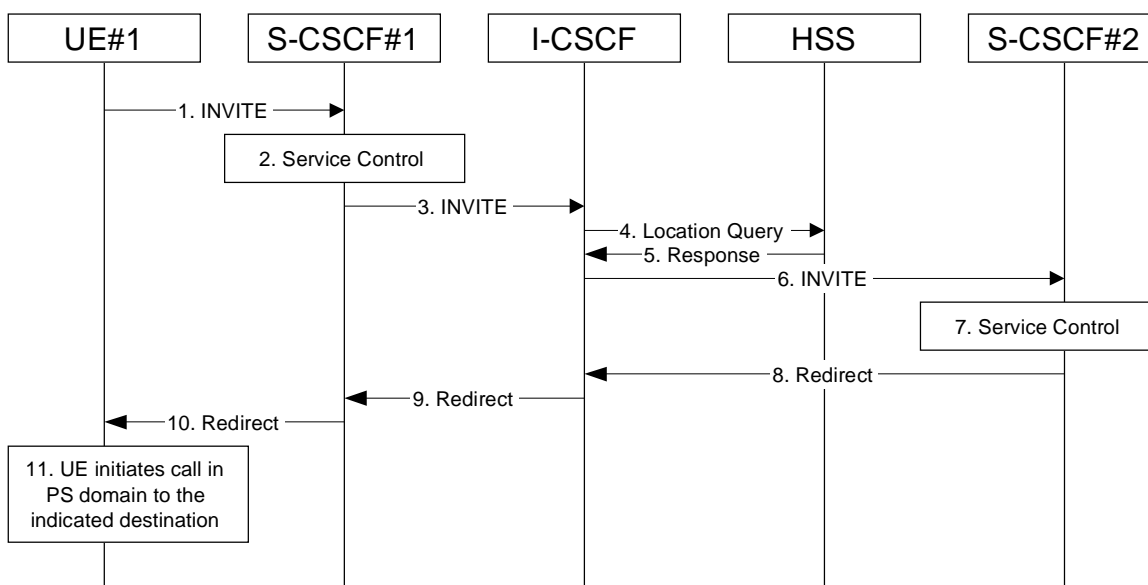 UE#1
S-CSCF#1
I-CSCF
HSS
S-CSCF#2
1. INVITE
2. Service Control
3. INVITE
4. Location Query
5. Response
6. INVITE
7. Service Control
8. Redirect
9. Redirect
10. Redirect
11. UE initiates call in
PS domain to the
indicated destination